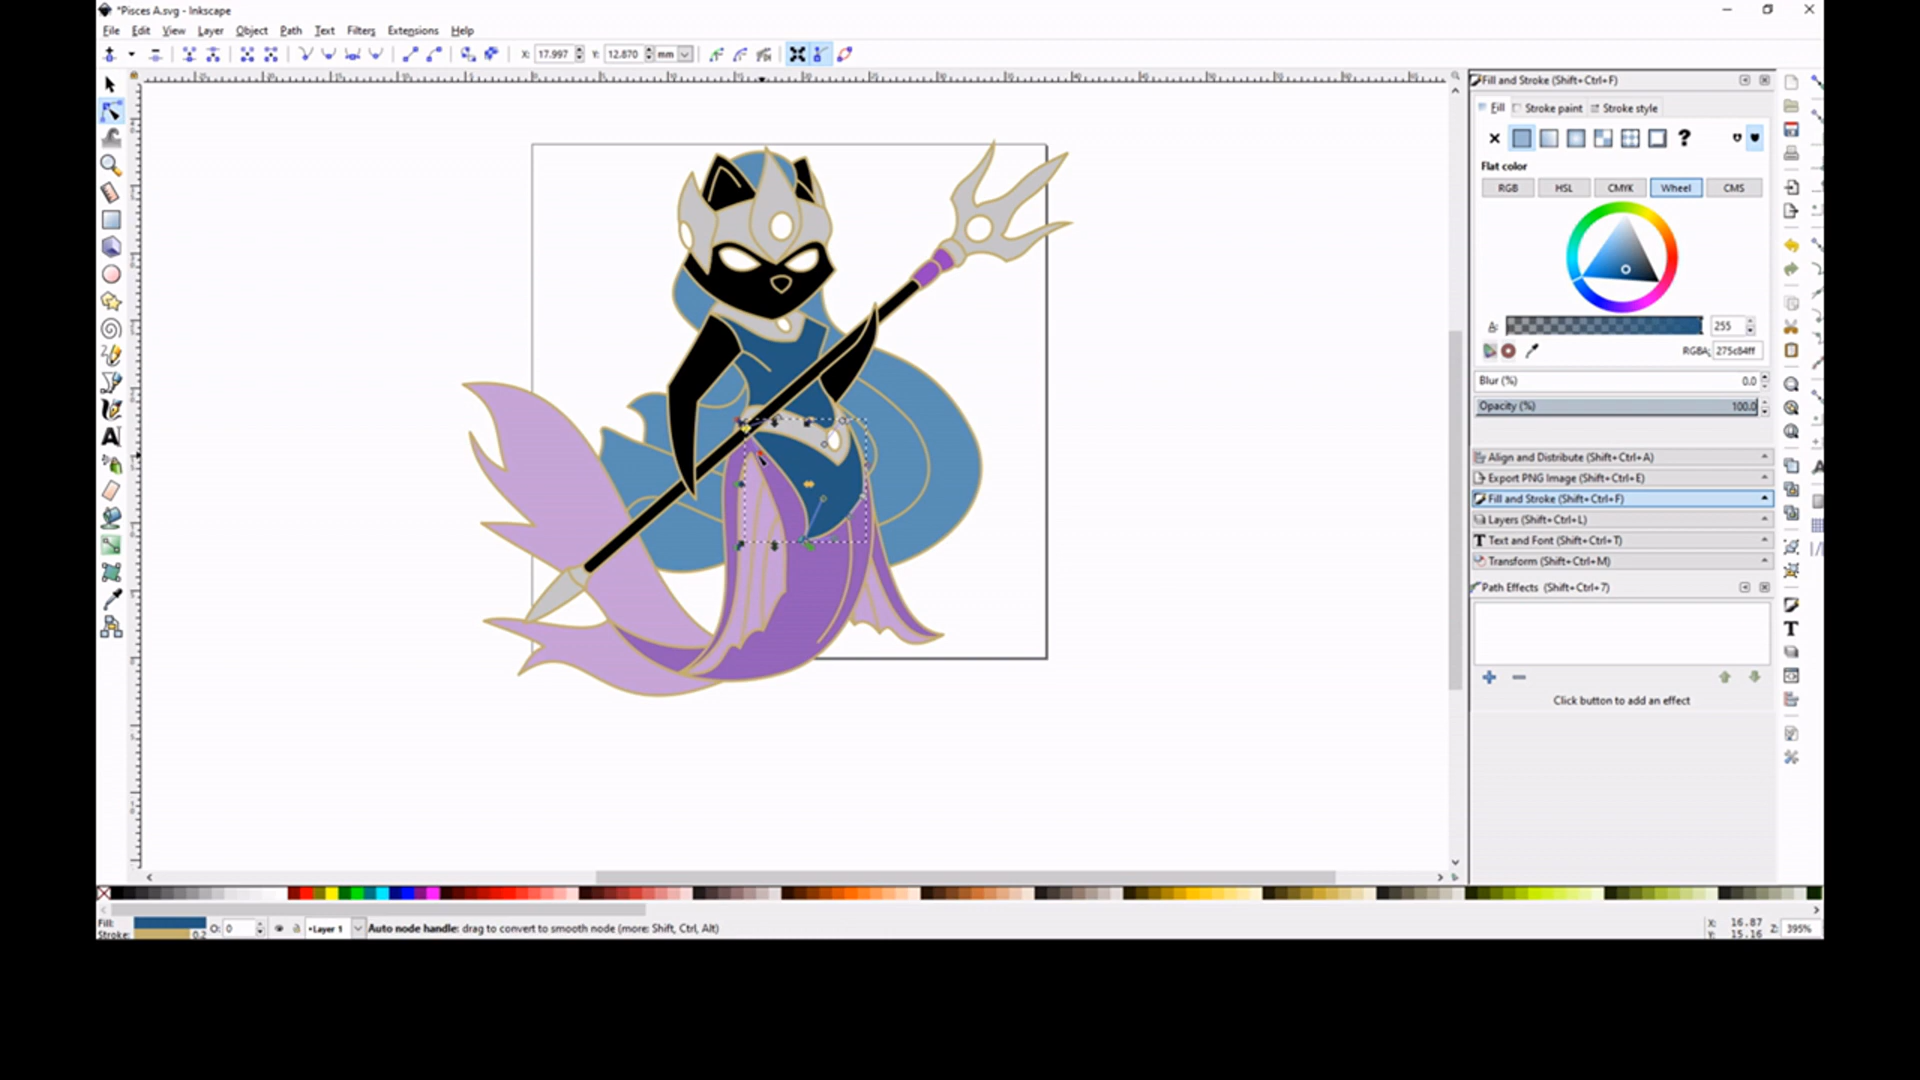 *Pisces A.svg - Inkscape
File Edit View Layer Object Path Text Filters Extensions Help
X: 17.997 Y: 12.870 mm
Fill and Stroke (Shift+Ctrl+F)
Fill Stroke paint Stroke style
?
Flat color
RGB HSL CMYK Wheel CMS
A: 255
RGBA: 275c84ff
Blur (%) 0.0
Opacity (%) 100.0
Align and Distribute (Shift+Ctrl+A)
Export PNG Image (Shift+Ctrl+E)
Fill and Stroke (Shift+Ctrl+F)
Layers (Shift+Ctrl+L)
Text and Font (Shift+Ctrl+T)
Transform (Shift+Ctrl+M)
Path Effects (Shift+Ctrl+7)
Click button to add an effect
Fill: O: 0 •Layer 1 Auto node handle: drag to convert to smooth node (more: Shift, Ctrl, Alt) X: 16.87 Z: 395%
Stroke: 0.2 Y: 15.16